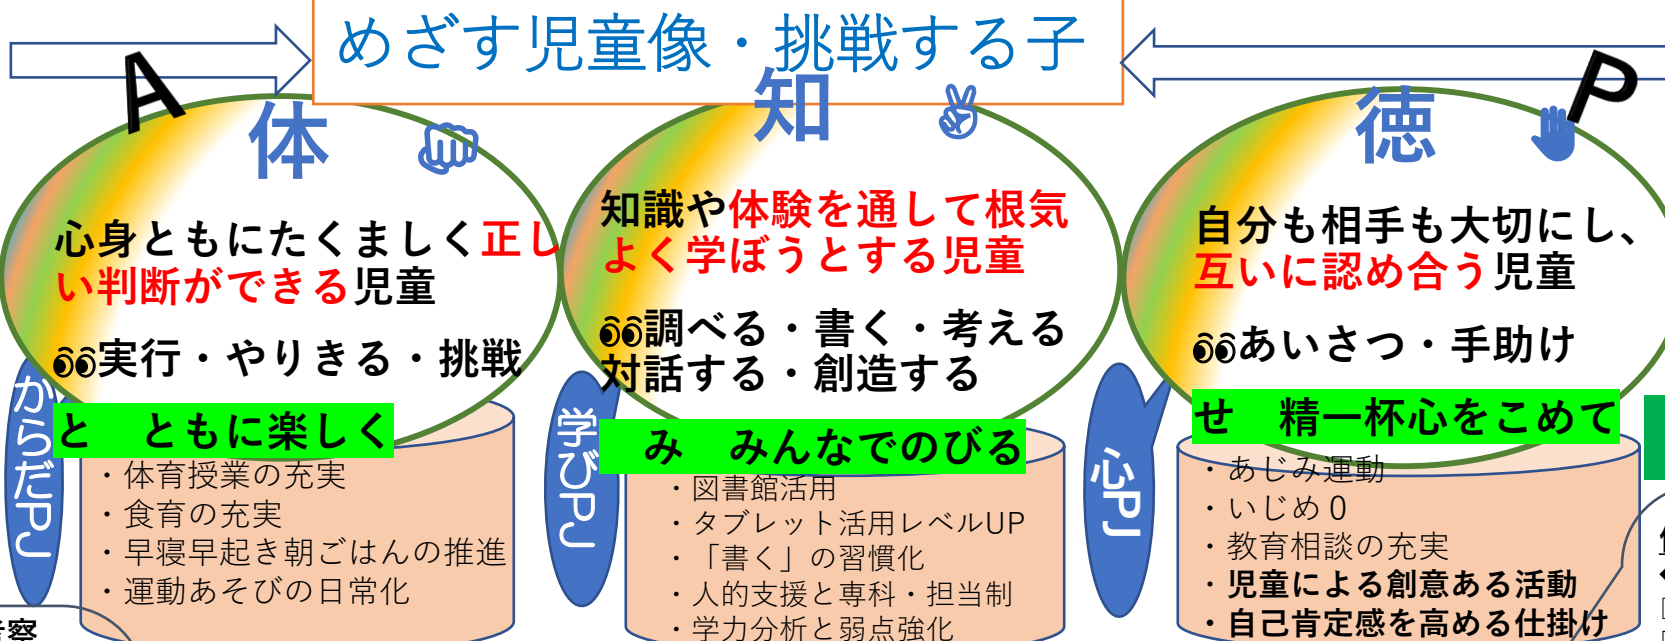 めざす児童像・挑戦する子
A
体
心身ともにたくましく正し
い判断ができる児童
実行・やりきる・挑戦
と　ともに楽しく
からだPJ
・体育授業の充実
・食育の充実
・早寝早起き朝ごはんの推進
・運動あそびの日常化
知
知識や体験を通して根気
よく学ぼうとする児童
調べる・書く・考える
対話する・創造する
み　みんなでのびる
学びPJ
・図書館活用
・タブレット活用レベルUP
・「書く」の習慣化
・人的支援と専科・担当制
・学力分析と弱点強化
P
徳
自分も相手も大切にし、
互いに認め合う児童
あいさつ・手助け
せ　精一杯心をこめて
心PJ
・あじみ運動
・いじめ０
・教育相談の充実
・児童による創意ある活動
・自己肯定感を高める仕掛け